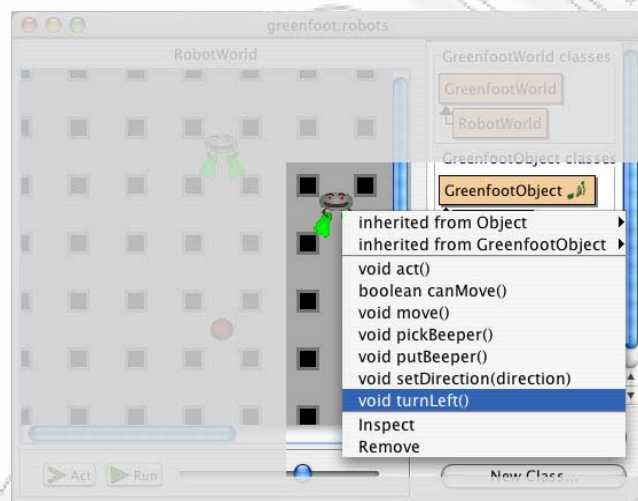 greenfoot:robots
RobotWorld
GreenfootWorld classes
GreenfootWorld
RobotWorld
GreenfootObject classes
GreenfootObject
inherited from Object
inherited from GreenfootObject
void act()
boolean canMove()
void move()
void pickBeeper()
void putBeeper()
void setDirection(direction)
void turnLeft()
Inspect
Remove
Act
Run
New Class...